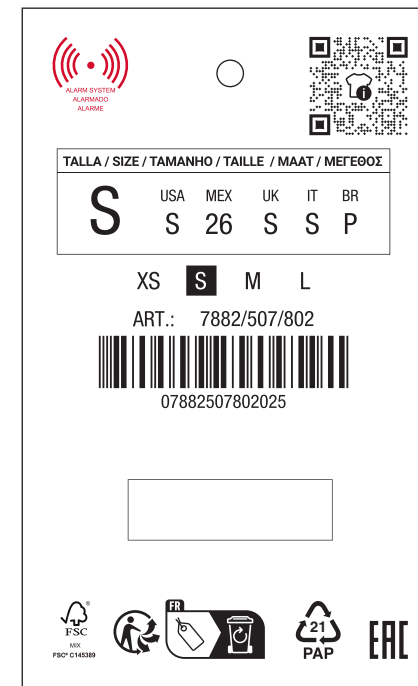 ALARM SYSTEM
ALARMADO
ALARME
TALLA / SIZE / TAMANHO / TAILLE / MAAT / ΜΕΓΕΘΟΣ
S
USA MEX UK IT BR
S 26 S S P
XS S M L
ART.: 7882/507/802
07882507802025
FSC®
MIX
FSC® C145389
FR
21
PAP
EAC